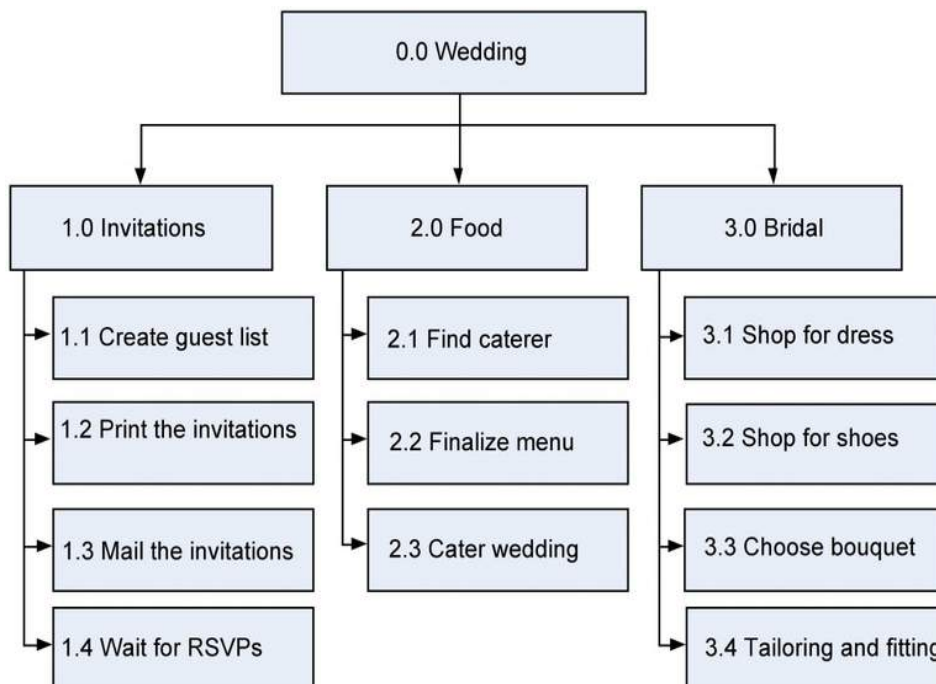 0.0 Wedding
1.0 Invitations
1.1 Create guest list
1.2 Print the invitations
1.3 Mail the invitations
1.4 Wait for RSVPs
2.0 Food
2.1 Find caterer
2.2 Finalize menu
2.3 Cater wedding
3.0 Bridal
3.1 Shop for dress
3.2 Shop for shoes
3.3 Choose bouquet
3.4 Tailoring and fitting